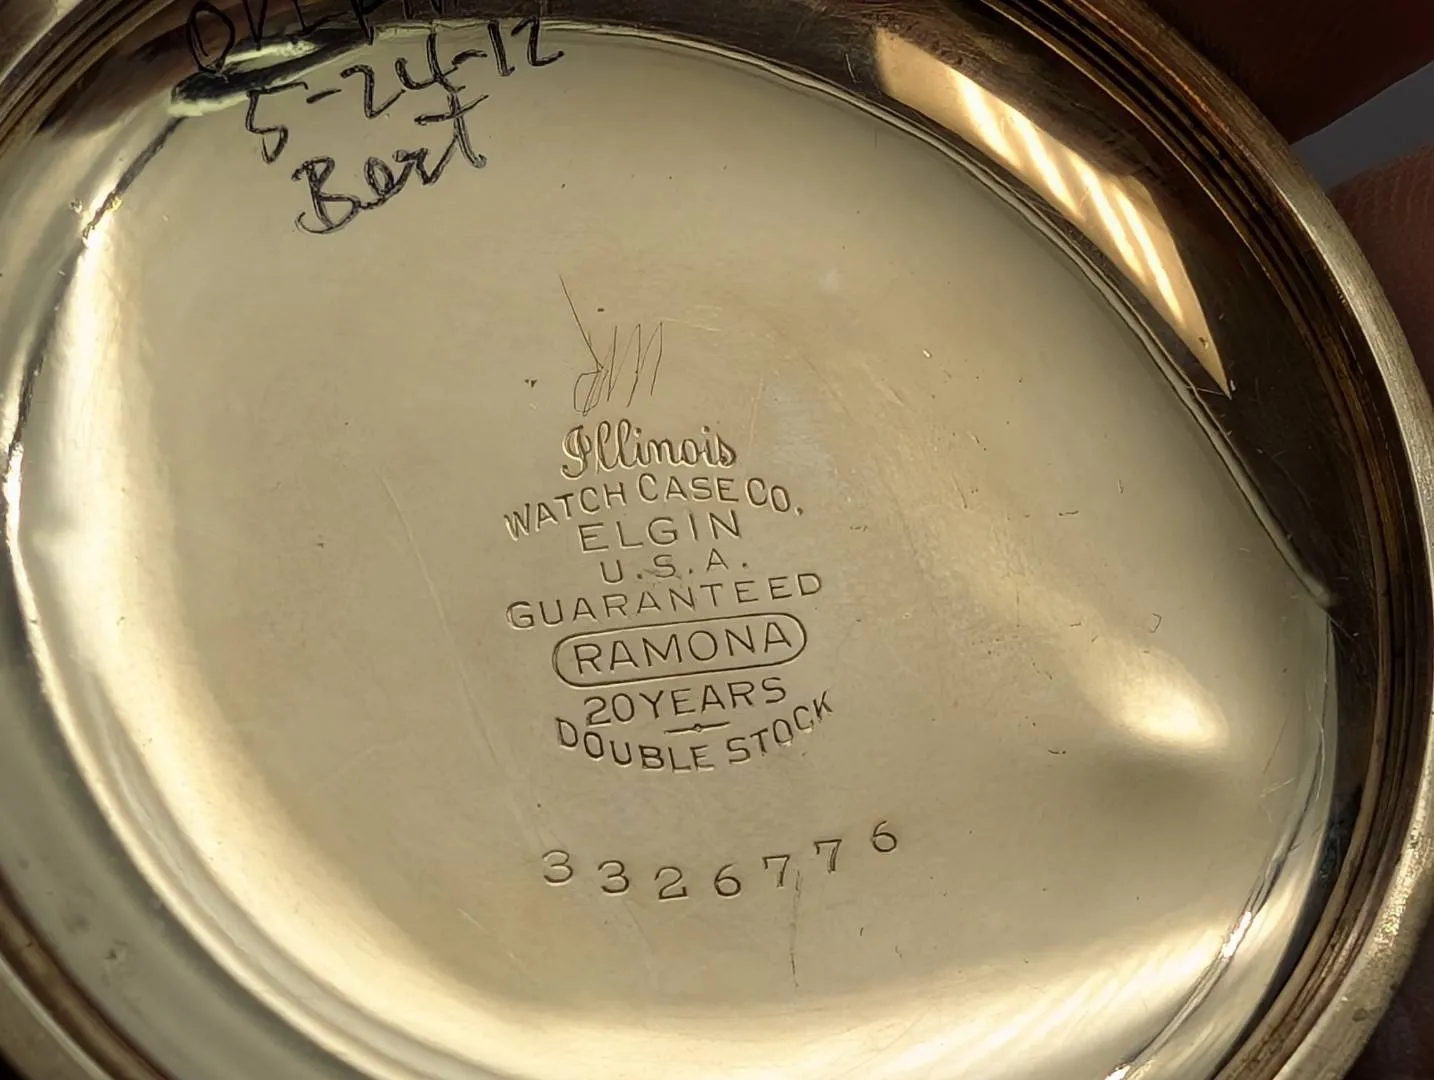 5-24-12
Bert
Illinois
WATCH CASE CO.
ELGIN
U.S.A.
GUARANTEED
RAMONA
20 YEARS
DOUBLE STOCK
3326776